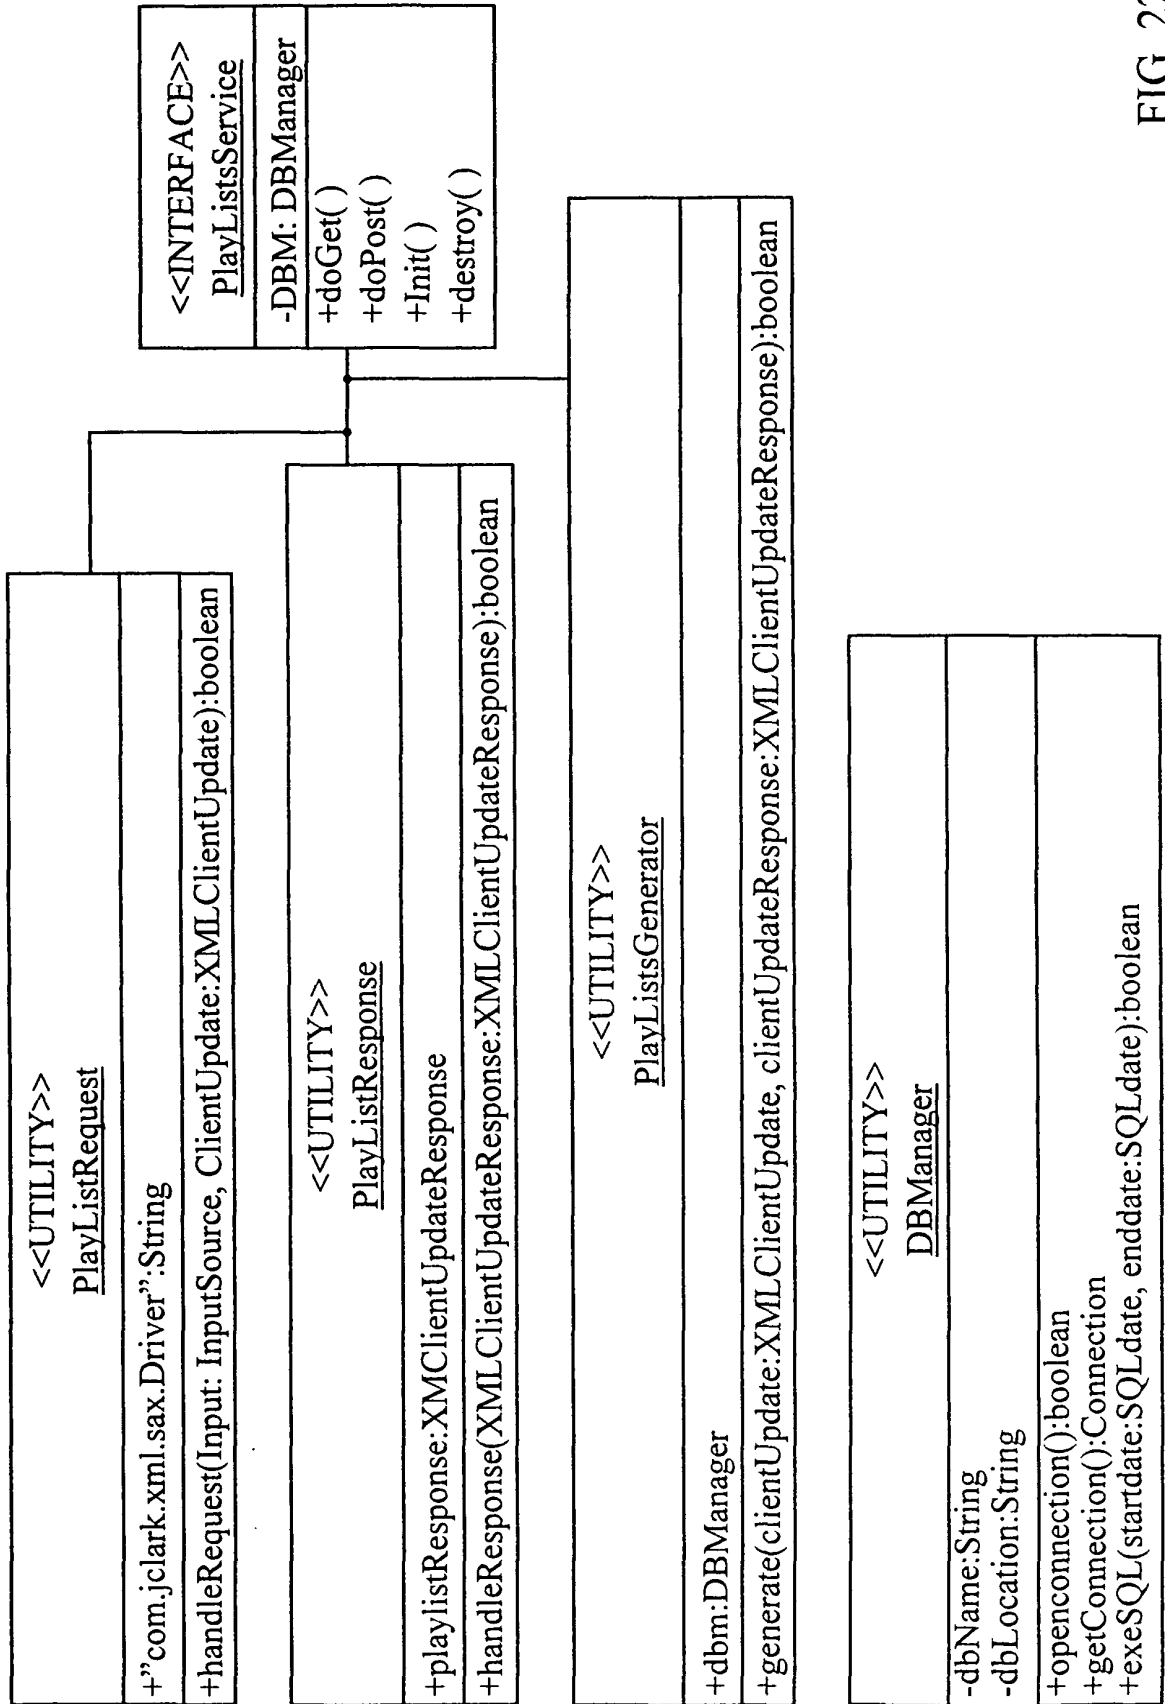 <<UTILITY>>
PlayListRequest
+"com.jclark.xml.sax.Driver":String
+handleRequest(Input: InputSource, ClientUpdate:XMLClientUpdate):boolean
<<UTILITY>>
PlayListResponse
+playlistResponse:XMClientUpdateResponse
+handleResponse(XMLClientUpdateResponse:XMLClientUpdateResponse):boolean
<<INTERFACE>>
PlayListsService
-DBM: DBManager
+doGet( )
+doPost( )
+Init( )
+destroy( )
<<UTILITY>>
PlayListsGenerator
+dbm:DBManager
+generate(clientUpdate:XMLClientUpdate, clientUpdateResponse:XMLClientUpdateResponse):boolean
<<UTILITY>>
DBManager
-dbName:String
-dbLocation:String
+openconnection():boolean
+getConnection():Connection
+exeSQL(startdate:SQLdate, enddate:SQLdate):boolean
FIG.